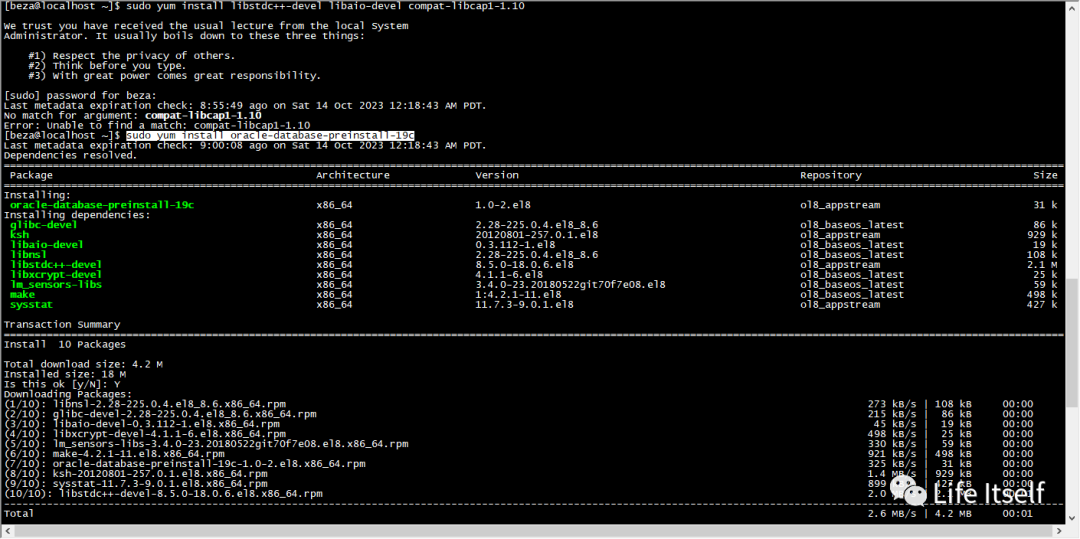 [beza@localhost ~]$ sudo yum install libstdc++-devel libaio-devel compat-libcap1-1.10
We trust you have received the usual lecture from the local System
Administrator. It usually boils down to these three things:
#1) Respect the privacy of others.
#2) Think before you type.
#3) With great power comes great responsibility.
[sudo] password for beza:
Last metadata expiration check: 8:55:49 ago on Sat 14 Oct 2023 12:18:43 AM PDT.
No match for argument: compat-libcap1-1.10
Error: Unable to find a match: compat-libcap1-1.10
[beza@localhost ~]$ sudo yum install oracle-database-preinstall-19c
Last metadata expiration check: 9:00:08 ago on Sat 14 Oct 2023 12:18:43 AM PDT.
Dependencies resolved.
Package Architecture Version Repository Size
Installing:
oracle-database-preinstall-19c x86_64 1.0-2.el8 ol8_appstream 31 k
Installing dependencies:
glibc-devel x86_64 2.28-225.0.4.el8_8.6 ol8_baseos_latest 86 k
ksh x86_64 20120801-257.0.1.el8 ol8_appstream 929 k
libaio-devel x86_64 0.3.112-1.el8 ol8_baseos_latest 19 k
libnsl x86_64 2.28-225.0.4.el8_8.6 ol8_baseos_latest 108 k
libstdc++-devel x86_64 8.5.0-18.0.6.el8 ol8_appstream 2.1 M
libxcrypt-devel x86_64 4.1.1-6.el8 ol8_baseos_latest 25 k
lm_sensors-libs x86_64 3.4.0-23.20180522git70f7e08.el8 ol8_baseos_latest 59 k
make x86_64 1:4.2.1-11.el8 ol8_baseos_latest 498 k
sysstat x86_64 11.7.3-9.0.1.el8 ol8_appstream 427 k
Transaction Summary
Install 10 Packages
Total download size: 4.2 M
Installed size: 18 M
Is this ok [y/N]: Y
Downloading Packages:
(1/10): libnsl-2.28-225.0.4.el8_8.6.x86_64.rpm 273 kB/s | 108 kB 00:00
(2/10): glibc-devel-2.28-225.0.4.el8_8.6.x86_64.rpm 215 kB/s | 86 kB 00:00
(3/10): libaio-devel-0.3.112-1.el8.x86_64.rpm 45 kB/s | 19 kB 00:00
(4/10): libxcrypt-devel-4.1.1-6.el8.x86_64.rpm 498 kB/s | 25 kB 00:00
(5/10): lm_sensors-libs-3.4.0-23.20180522git70f7e08.el8.x86_64.rpm 330 kB/s | 59 kB 00:00
(6/10): make-4.2.1-11.el8.x86_64.rpm 921 kB/s | 498 kB 00:00
(7/10): oracle-database-preinstall-19c-1.0-2.el8.x86_64.rpm 325 kB/s | 31 kB 00:00
(8/10): ksh-20120801-257.0.1.el8.x86_64.rpm 1.4 MB/s | 929 kB 00:00
(9/10): sysstat-11.7.3-9.0.1.el8.x86_64.rpm 899 427 kB 00:00
(10/10): libstdc++-devel-8.5.0-18.0.6.el8.x86_64.rpm 2.0
Life Itself
Total 2.6 MB/s | 4.2 MB 00:01